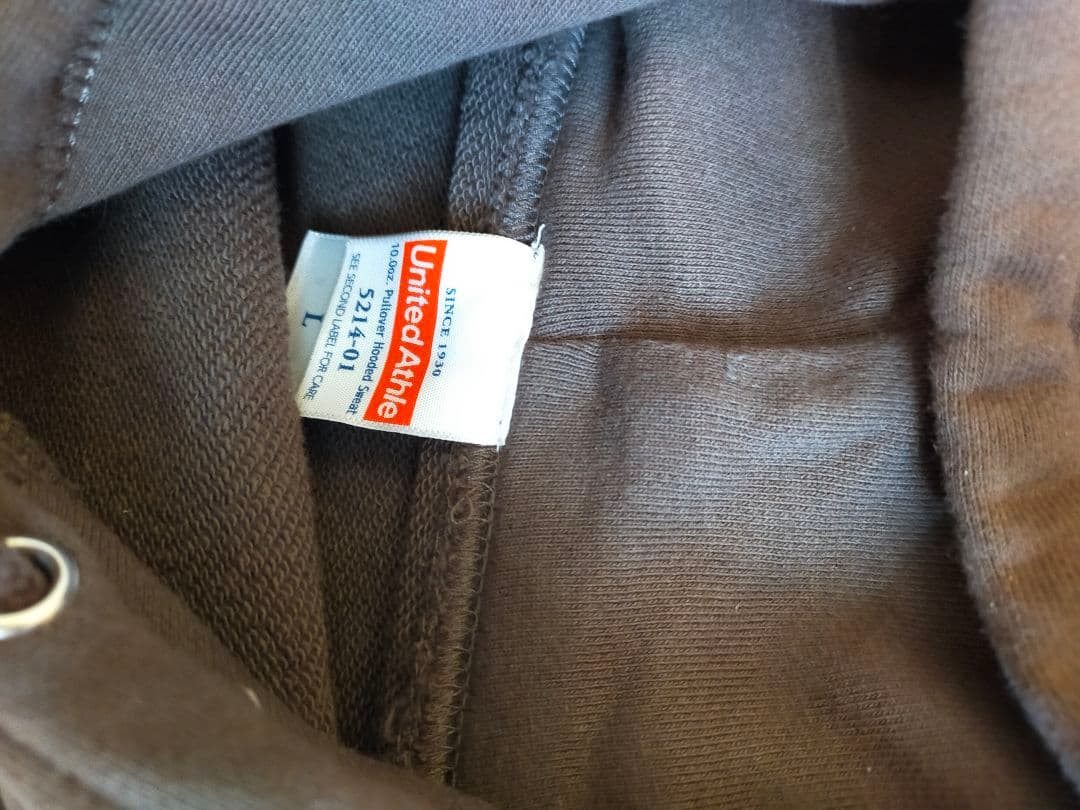 SINCE 1930
United Athle
10.0oz. Pullover Hooded Sweat
5214-01
SEE SECOND LABEL FOR CARE
L